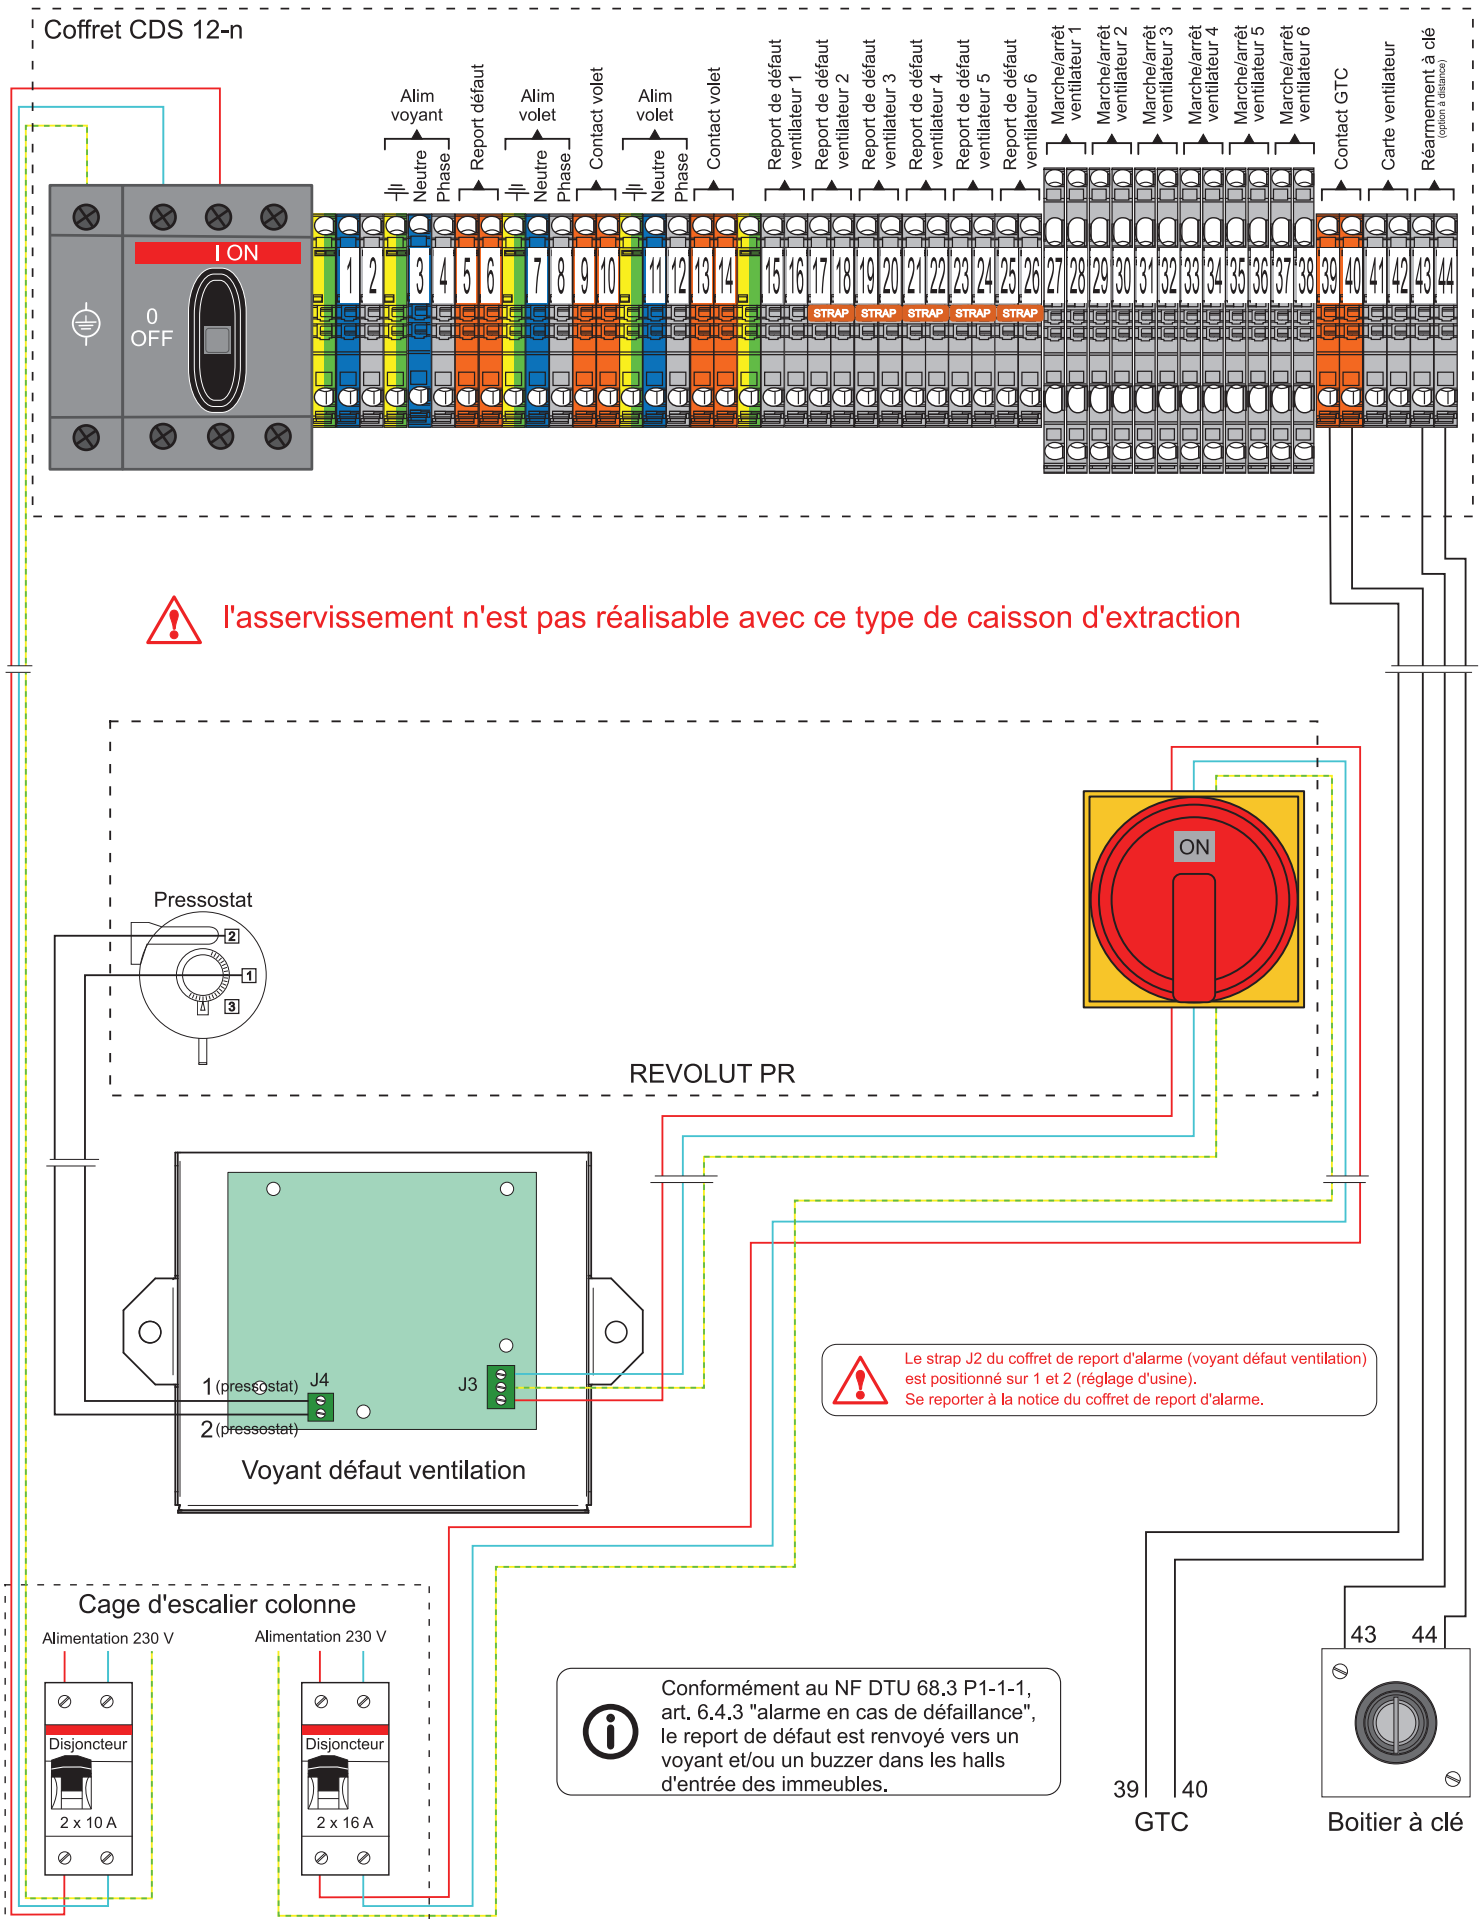 Coffret CDS 12-n
Alim
voyant
Neutre
Phase
Report défaut
Alim
volet
Neutre
Phase
Contact volet
Alim
volet
Neutre
Phase
Contact volet
Report de défaut
ventilateur 1
Report de défaut
ventilateur 2
Report de défaut
ventilateur 3
Report de défaut
ventilateur 4
Report de défaut
ventilateur 5
Report de défaut
ventilateur 6
Marche/arrêt
ventilateur 1
Marche/arrêt
ventilateur 2
Marche/arrêt
ventilateur 3
Marche/arrêt
ventilateur 4
Marche/arrêt
ventilateur 5
Marche/arrêt
ventilateur 6
Contact GTC
Carte ventilateur
Réarmement à clé
(option à distance)
I ON
0
OFF
1 2 3 4 5 6 7 8 9 10 11 12 13 14 15 16 17 18 19 20 21 22 23 24 25 26 27 28 29 30 31 32 33 34 35 36 37 38 39 40 41 42 43 44
STRAP STRAP STRAP STRAP STRAP
l'asservissement n'est pas réalisable avec ce type de caisson d'extraction
ON
Pressostat
2
1
3
REVOLUT PR
1 (pressostat)
J4
2 (pressostat)
J3
Voyant défaut ventilation
Le strap J2 du coffret de report d'alarme (voyant défaut ventilation)
est positionné sur 1 et 2 (réglage d'usine).
Se reporter à la notice du coffret de report d'alarme.
Cage d'escalier colonne
Alimentation 230 V
Alimentation 230 V
Disjoncteur
2 x 10 A
Disjoncteur
2 x 16 A
Conformément au NF DTU 68.3 P1-1-1,
art. 6.4.3 "alarme en cas de défaillance",
le report de défaut est renvoyé vers un
voyant et/ou un buzzer dans les halls
d'entrée des immeubles.
39 40
GTC
43 44
Boitier à clé